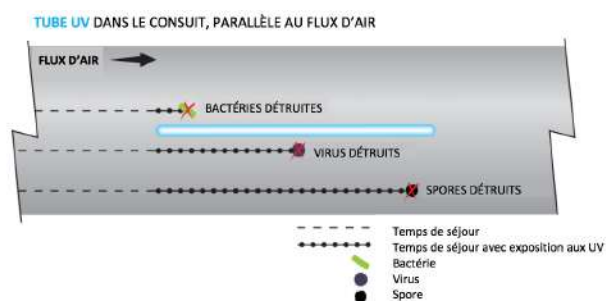 TUBE UV DANS LE CONSUIT, PARALLÈLE AU FLUX D'AIR
FLUX D'AIR
BACTÉRIES DÉTRUITES
VIRUS DÉTRUITS
SPORES DÉTRUITS
Temps de séjour
Temps de séjour avec exposition aux UV
Bactérie
Virus
Spore